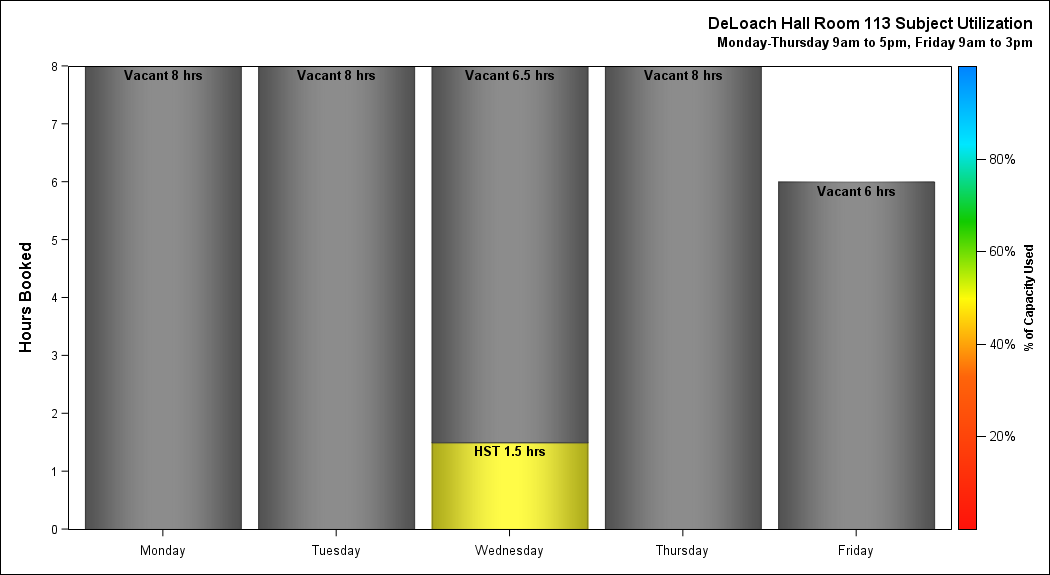 DeLoach Hall Room 113 Subject Utilization
Monday-Thursday 9am to 5pm, Friday 9am to 3pm
Hours Booked
8
7
6
5
4
3
2
1
0
Vacant 8 hrs
Vacant 8 hrs
Vacant 6.5 hrs
HST 1.5 hrs
Vacant 8 hrs
Vacant 6 hrs
Monday
Tuesday
Wednesday
Thursday
Friday
80%
60%
40%
20%
% of Capacity Used